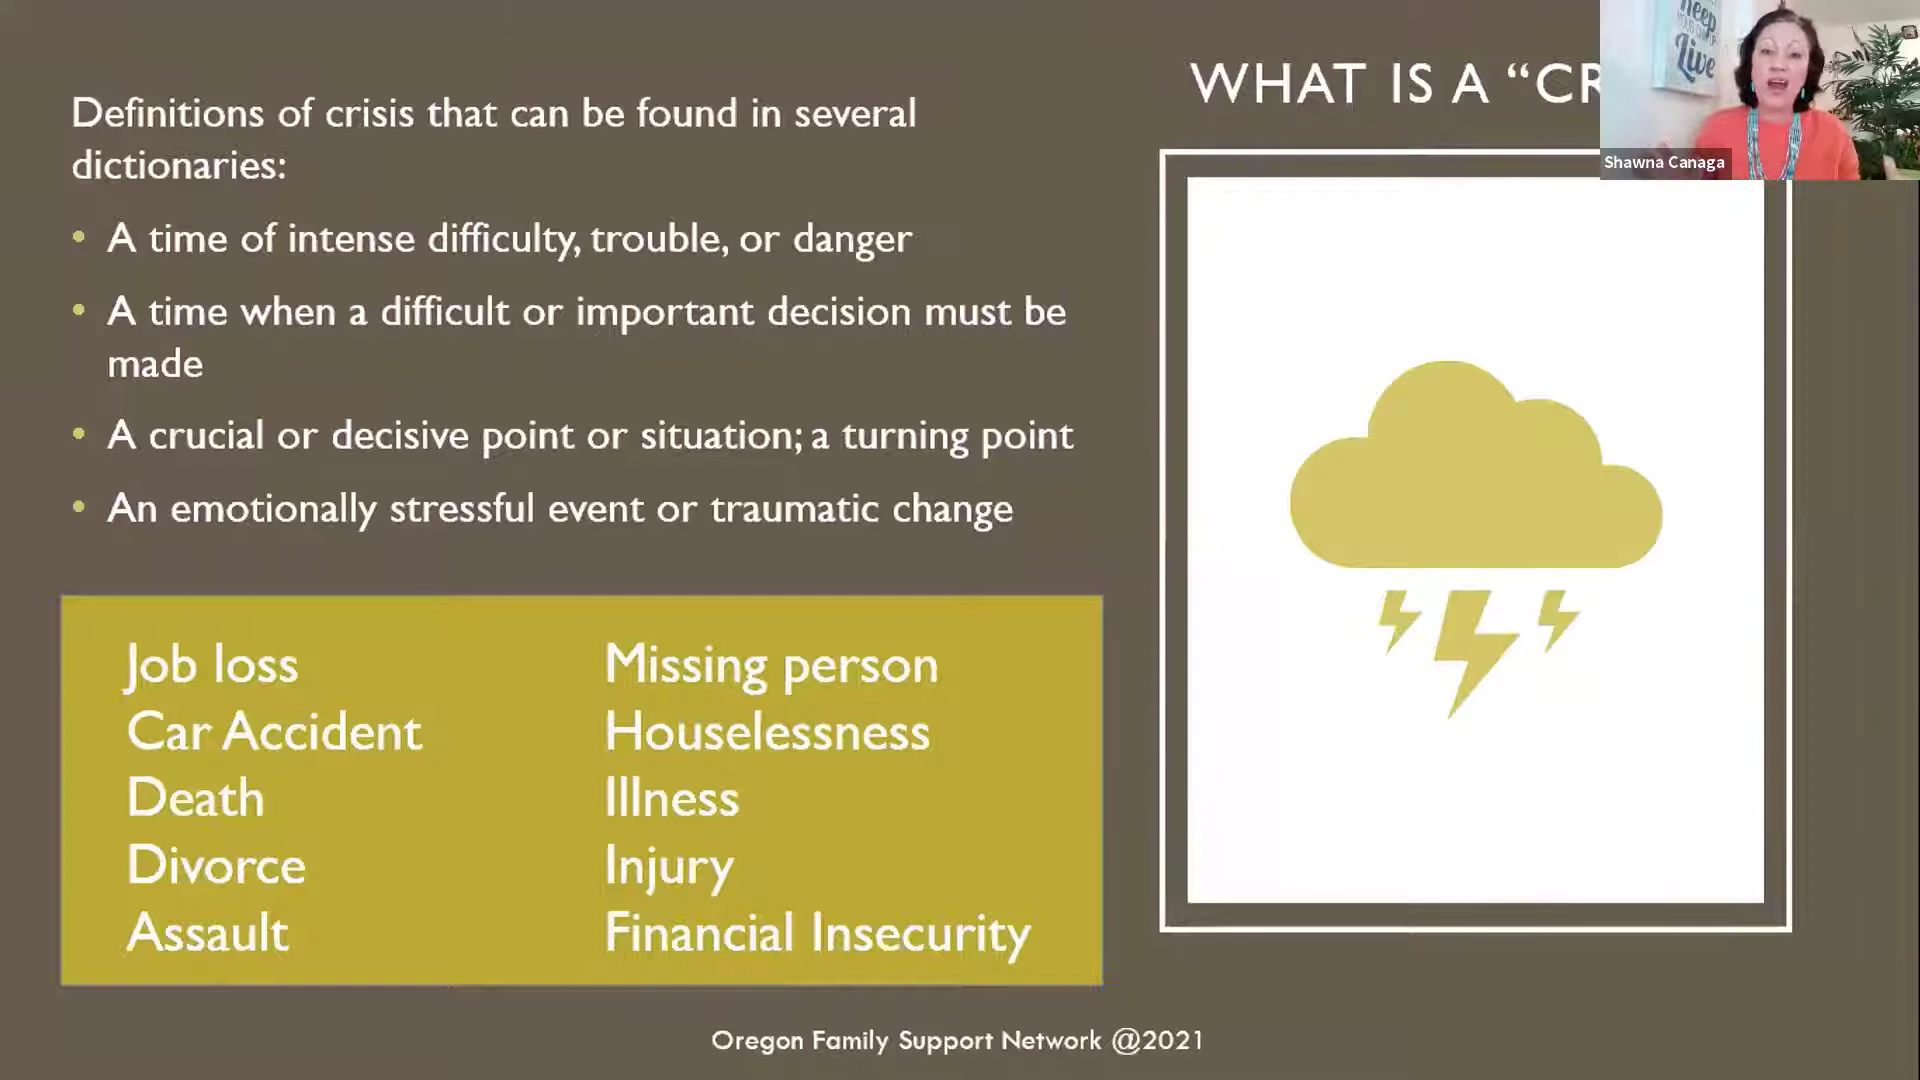 Definitions of crisis that can be found in several
dictionaries:
• A time of intense difficulty, trouble, or danger
• A time when a difficult or important decision must be
made
• A crucial or decisive point or situation; a turning point
• An emotionally stressful event or traumatic change
Job loss
Car Accident
Death
Divorce
Assault
Missing person
Houselessness
Illness
Injury
Financial Insecurity
WHAT IS A “CR
Live
Shawna Canaga
Oregon Family Support Network @2021